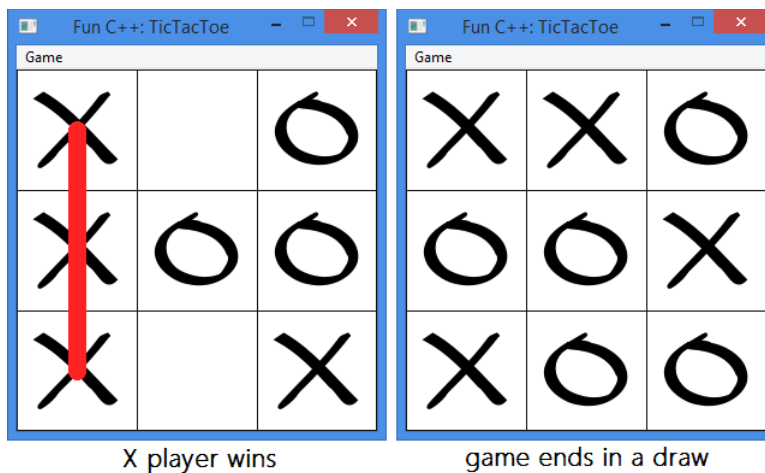 Fun C++: TicTacToe
Game
X player wins
Fun C++: TicTacToe
Game
game ends in a draw